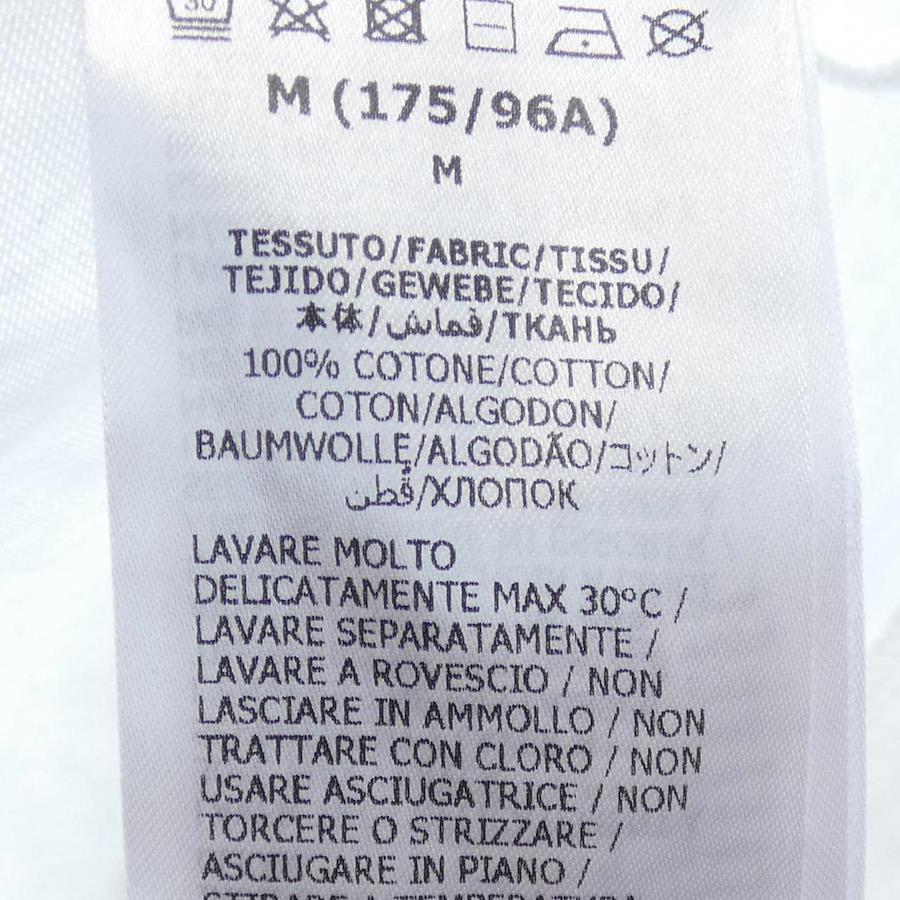 30
M (175/96A)
M
TESSUTO/FABRIC/TISSU/
TEJIDO/GEWEBE/TECIDO/
本体/قماش/ТКАНЬ
100% COTONE/COTTON/
COTON/ALGODON/
BAUMWOLLE/ALGODÃO/コットン/
قُطن/ХЛОПОК
LAVARE MOLTO
DELICATAMENTE MAX 30°C /
LAVARE SEPARATAMENTE /
LAVARE A ROVESCIO / NON
LASCIARE IN AMMOLLO / NON
TRATTARE CON CLORO / NON
USARE ASCIUGATRICE / NON
TORCERE O STRIZZARE /
ASCIUGARE IN PIANO /